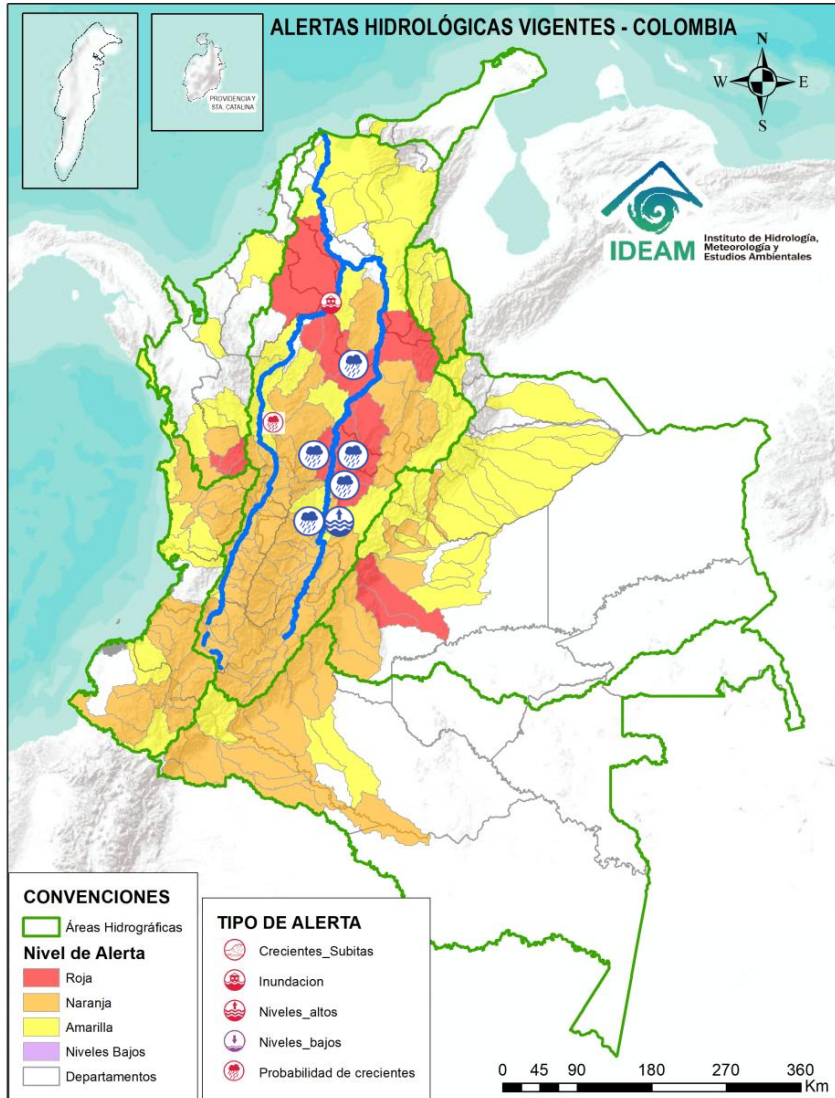 ALERTAS HIDROLÓGICAS VIGENTES - COLOMBIA
PROVIDENCIA Y
STA. CATALINA
N
W
E
S
IDEAM
Instituto de Hidrología,
Meteorología y
Estudios Ambientales
CONVENCIONES
Áreas Hidrográficas
Nivel de Alerta
Roja
Naranja
Amarilla
Niveles Bajos
Departamentos
TIPO DE ALERTA
Crecientes_Subitas
Inundacion
Niveles_altos
Niveles_bajos
Probabilidad de crecientes
0 45 90 180 270 360
Km